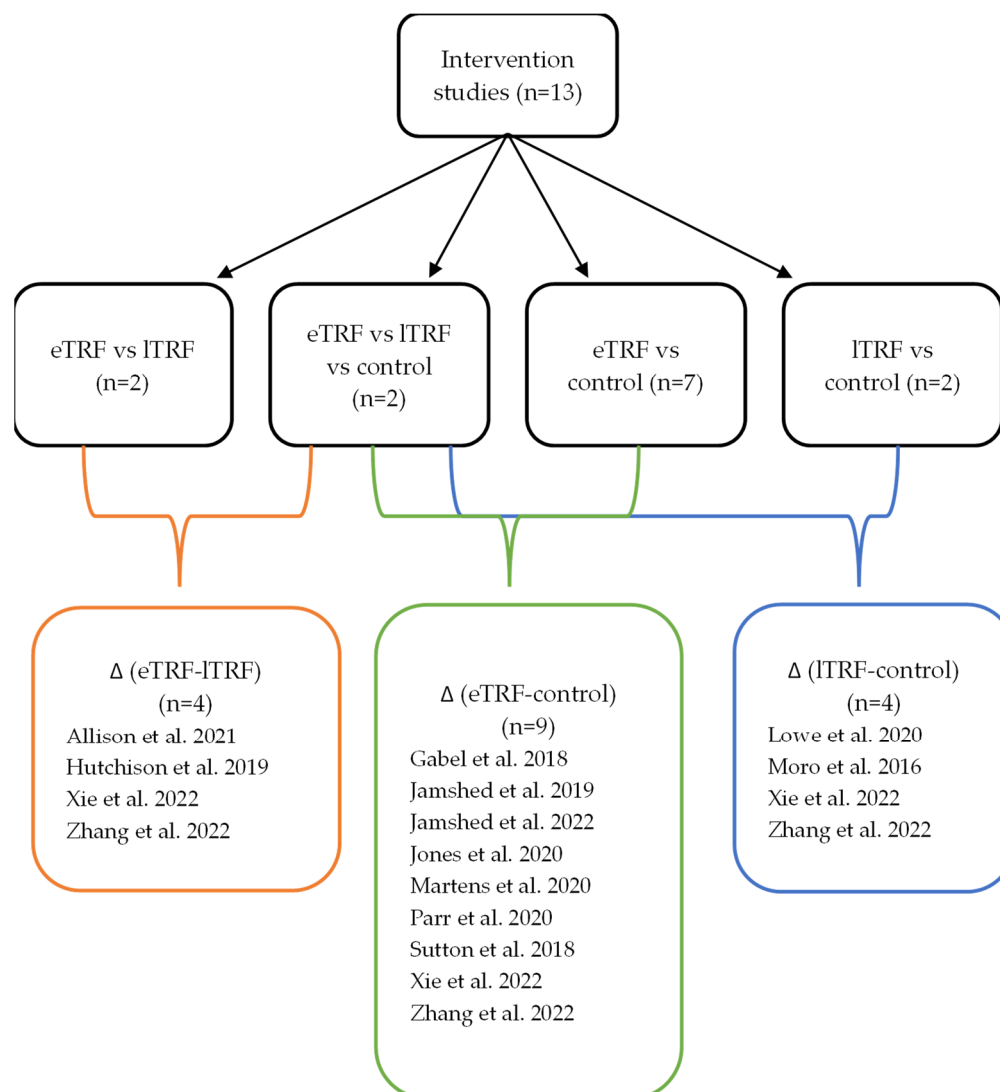 Intervention
studies (n=13)
eTRF vs lTRF
(n=2)
eTRF vs lTRF
vs control
(n=2)
eTRF vs
control (n=7)
lTRF vs
control (n=2)
Δ (eTRF-lTRF)
(n=4)
Allison et al. 2021
Hutchison et al. 2019
Xie et al. 2022
Zhang et al. 2022
Δ (eTRF-control)
(n=9)
Gabel et al. 2018
Jamshed et al. 2019
Jamshed et al. 2022
Jones et al. 2020
Martens et al. 2020
Parr et al. 2020
Sutton et al. 2018
Xie et al. 2022
Zhang et al. 2022
Δ (lTRF-control)
(n=4)
Lowe et al. 2020
Moro et al. 2016
Xie et al. 2022
Zhang et al. 2022